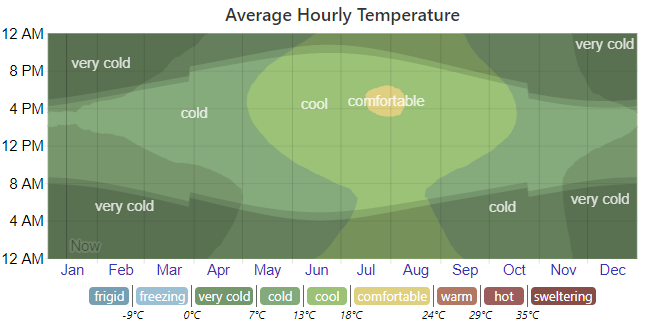 Average Hourly Temperature
12 AM
very cold
very cold
8 PM
comfortable
4 PM
cool
cold
12 PM
8 AM
very cold
cold
very cold
4 AM
Now
12 AM
Jan Feb Mar Apr May Jun Jul Aug Sep Oct Nov Dec
frigid freezing very cold cold cool comfortable warm hot sweltering
-9°C 0°C 7°C 13°C 18°C 24°C 29°C 35°C